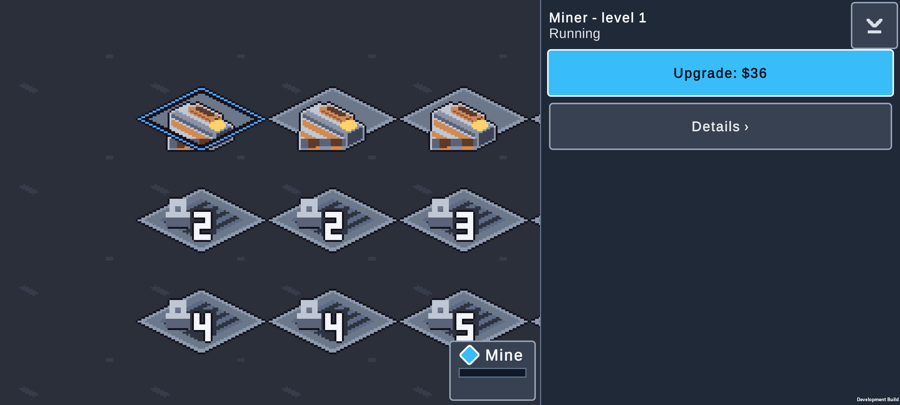 Miner - level 1
Running
Upgrade: $36
Details ›
2 2 3
4 4 5
Mine
Development Build